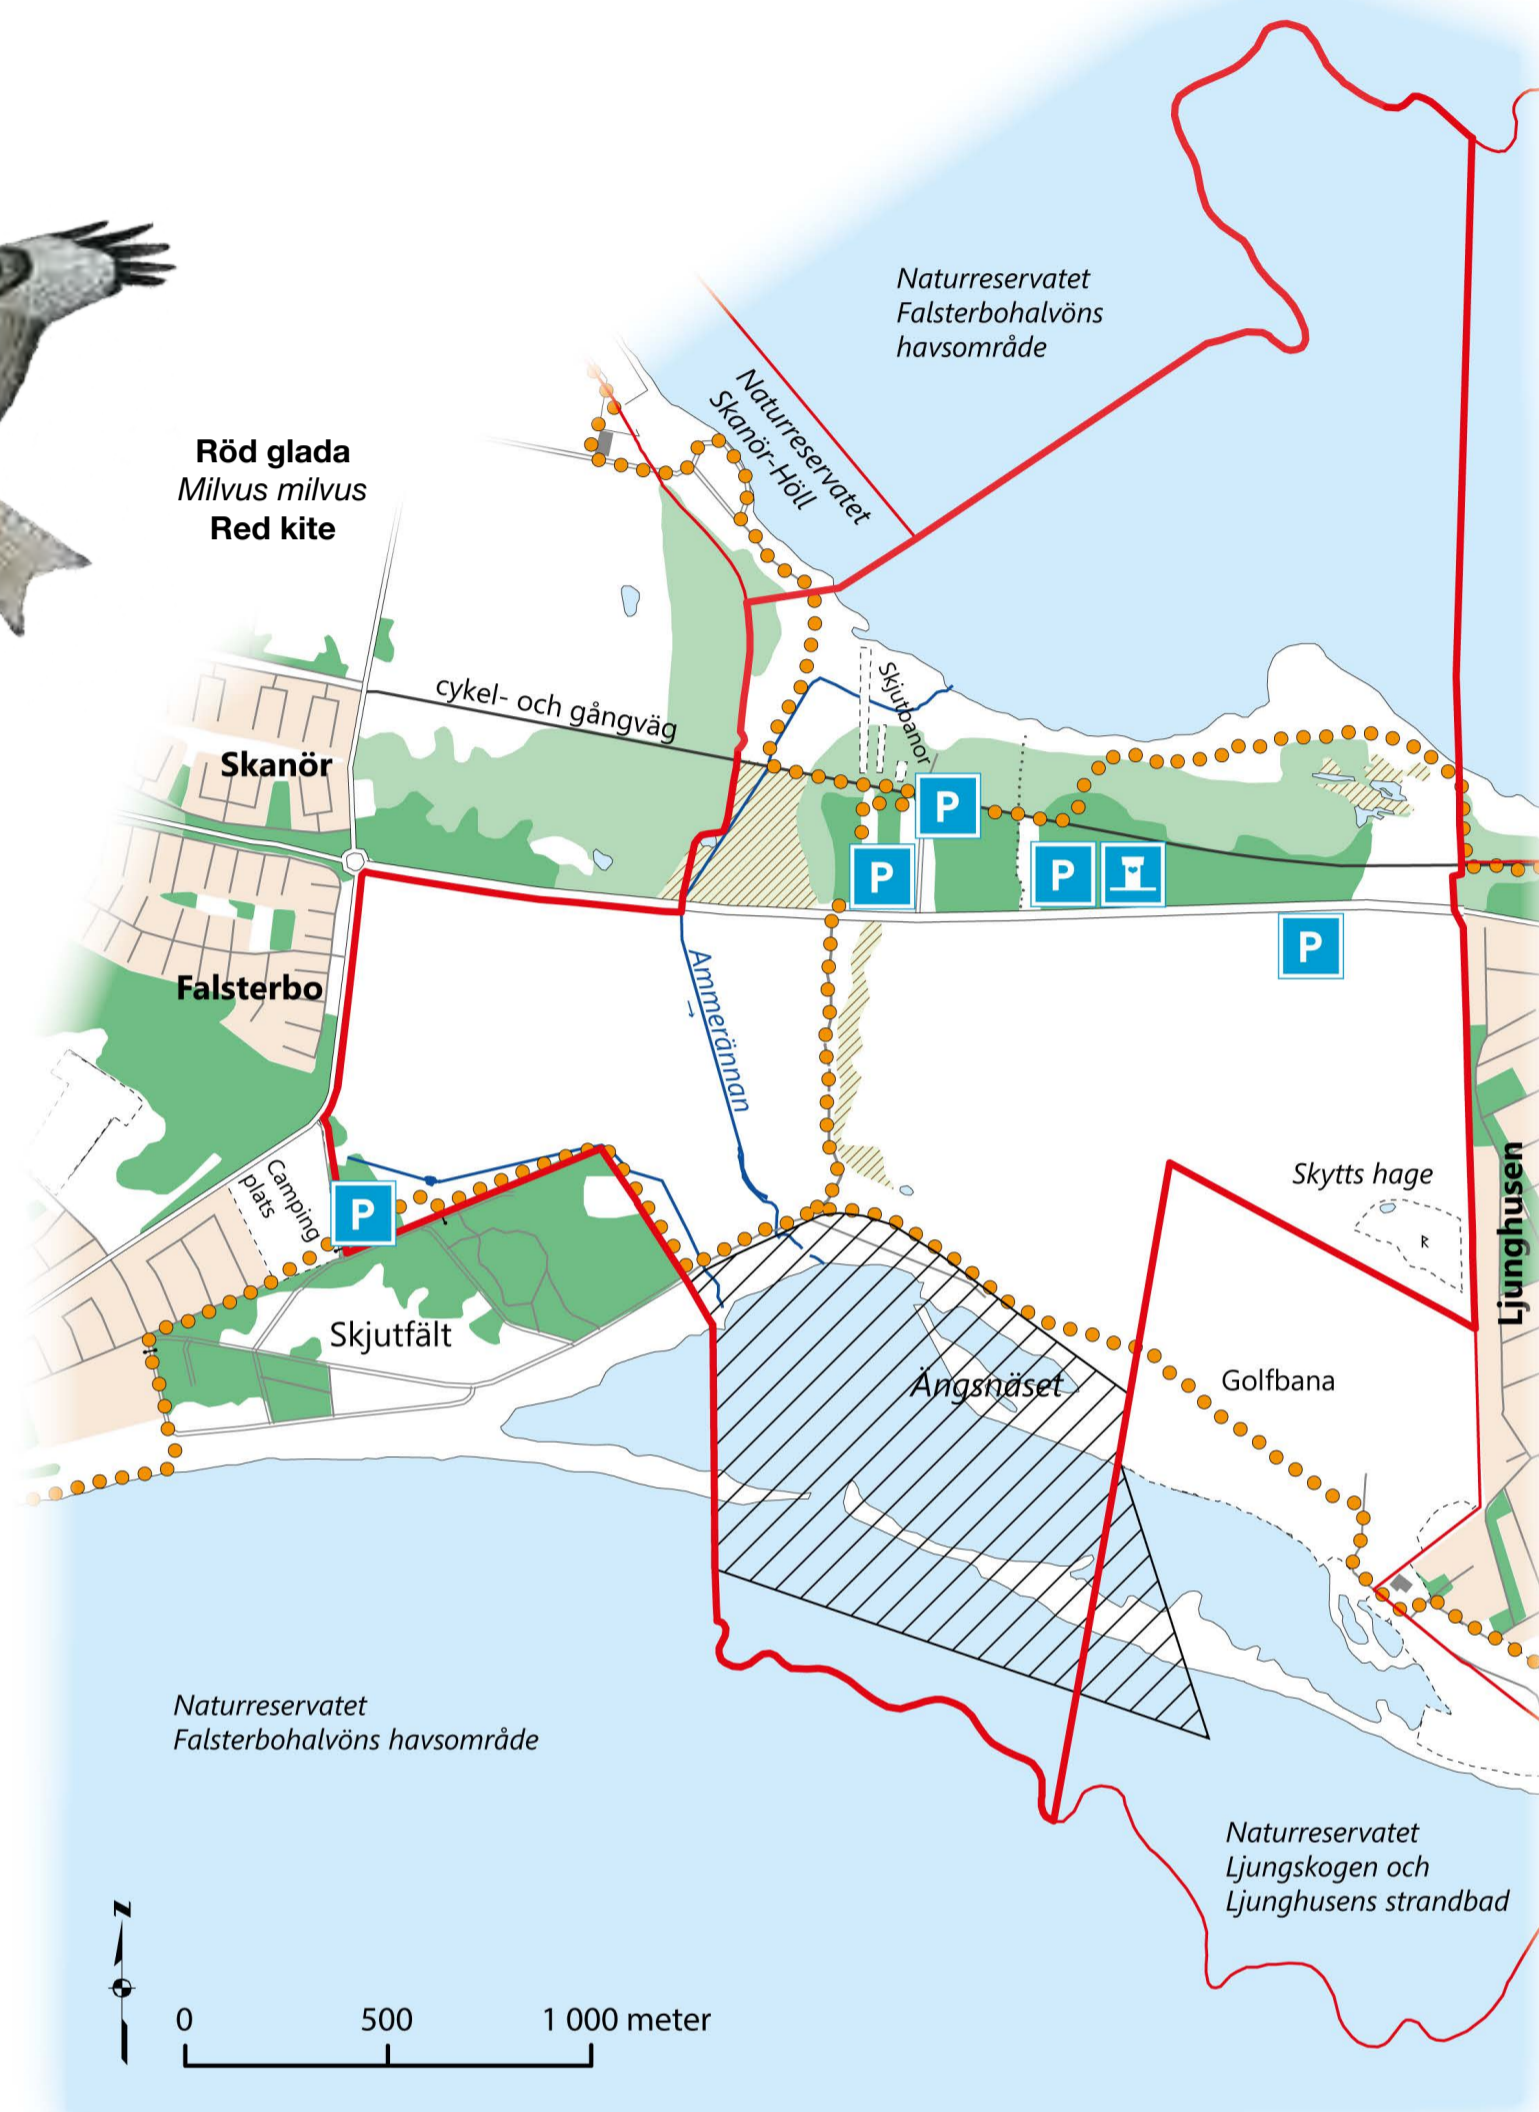 Naturreservatet
Falsterbohalvöns
havsområde
Naturreservatet
Skanör-Höll
Röd glada
Milvus milvus
Red kite
cykel- och gångväg
Skjutbanor
Skanör
P
P
P
P
Falsterbo
Ammerännan
Camping
plats
P
Skytts hage
R
Ljunghusen
Skjutfält
Ängsnäset
Golfbana
Naturreservatet
Falsterbohalvöns havsområde
Naturreservatet
Ljungskogen och
Ljunghusens strandbad
N
0 500 1 000 meter